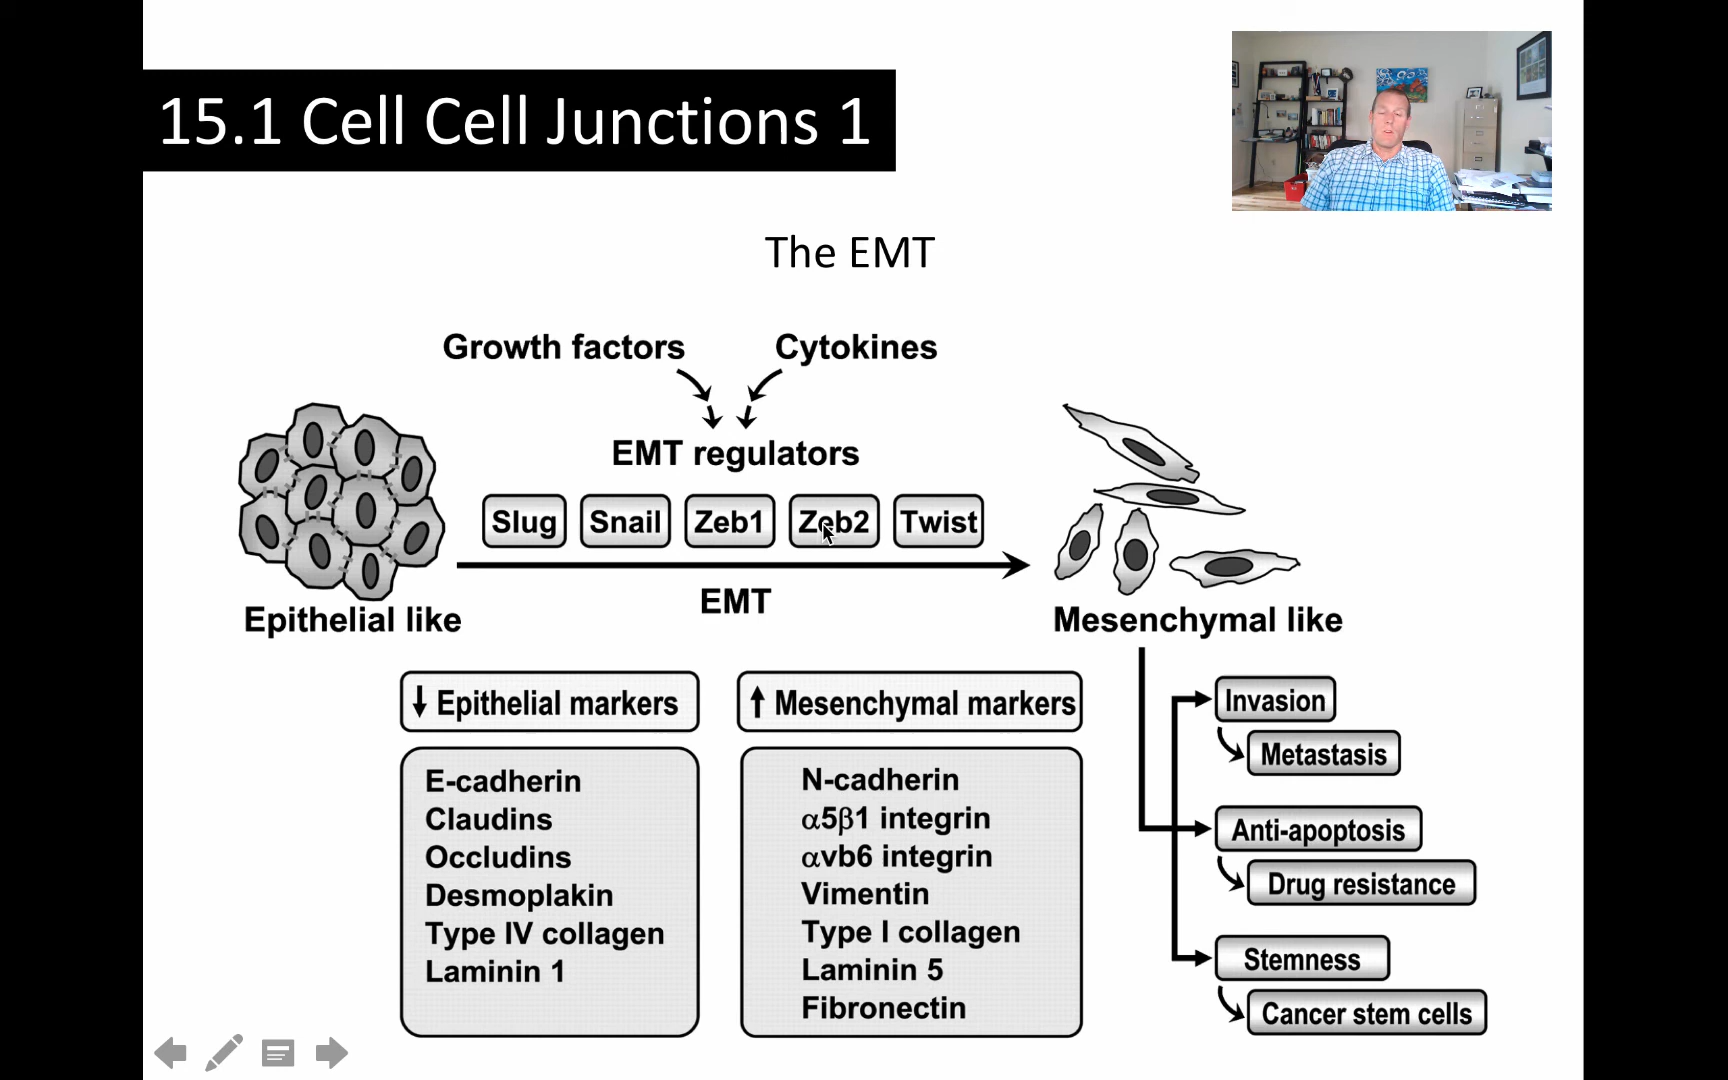 15.1 Cell Cell Junctions 1
The EMT
Growth factors
Cytokines
EMT regulators
Slug
Snail
Zeb1
Zeb2
Twist
EMT
Epithelial like
Mesenchymal like
↓ Epithelial markers
E-cadherin
Claudins
Occludins
Desmoplakin
Type IV collagen
Laminin 1
↑ Mesenchymal markers
N-cadherin
α5β1 integrin
αvb6 integrin
Vimentin
Type I collagen
Laminin 5
Fibronectin
Invasion
Metastasis
Anti-apoptosis
Drug resistance
Stemness
Cancer stem cells